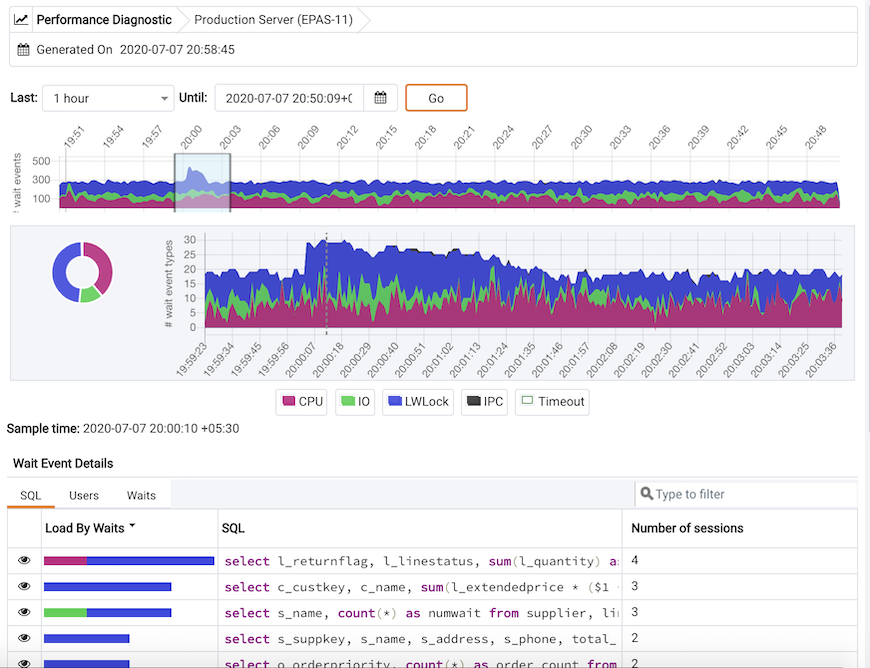 Performance Diagnostic Production Server (EPAS-11)
Generated On 2020-07-07 20:58:45
Last: 1 hour Until: 2020-07-07 20:50:09+0 Go
19:51 19:54 19:57 20:00 20:03 20:06 20:09 20:12 20:15 20:18 20:21 20:24 20:27 20:30 20:33 20:36 20:39 20:42 20:45 20:48
# wait events
500
300
100
# wait event types
30
25
20
15
10
5
0
19:59:23 19:59:34 19:59:45 19:59:56 20:00:07 20:00:18 20:00:29 20:00:40 20:00:51 20:01:02 20:01:13 20:01:24 20:01:35 20:01:46 20:01:57 20:02:08 20:02:19 20:02:30 20:02:41 20:02:52 20:03:03 20:03:14 20:03:25 20:03:36
CPU IO LWLock IPC Timeout
Sample time: 2020-07-07 20:00:10 +05:30
Wait Event Details
SQL Users Waits Type to filter
Load By Waits SQL Number of sessions
select l_returnflag, l_linestatus, sum(l_quantity) as 4
select c_custkey, c_name, sum(l_extendedprice * ($1 3
select s_name, count(*) as numwait from supplier, li 3
select s_suppkey, s_name, s_address, s_phone, total_ 2
select o_orderpriority, count(*) as order_count from 2